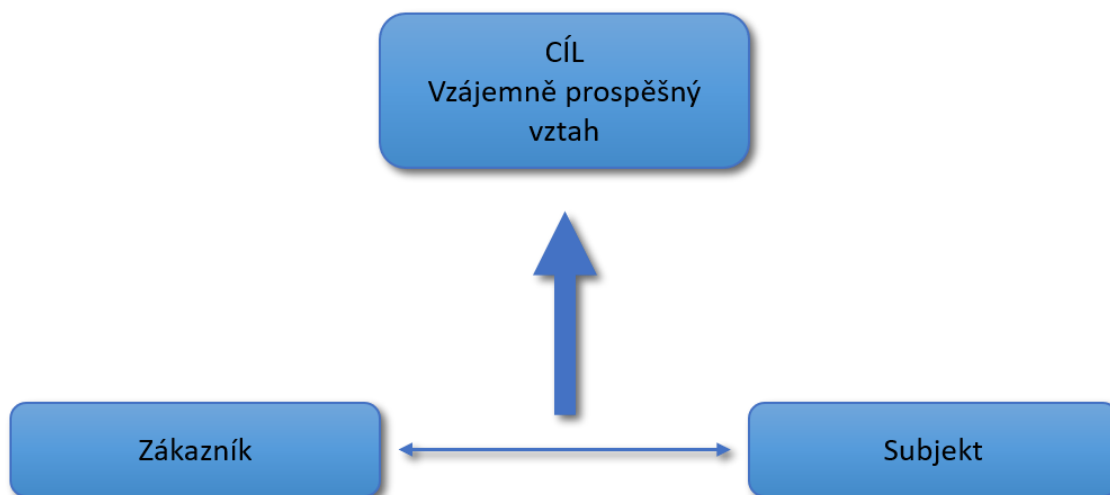 CÍL
Vzájemně prospěšný
vztah
Zákazník
Subjekt